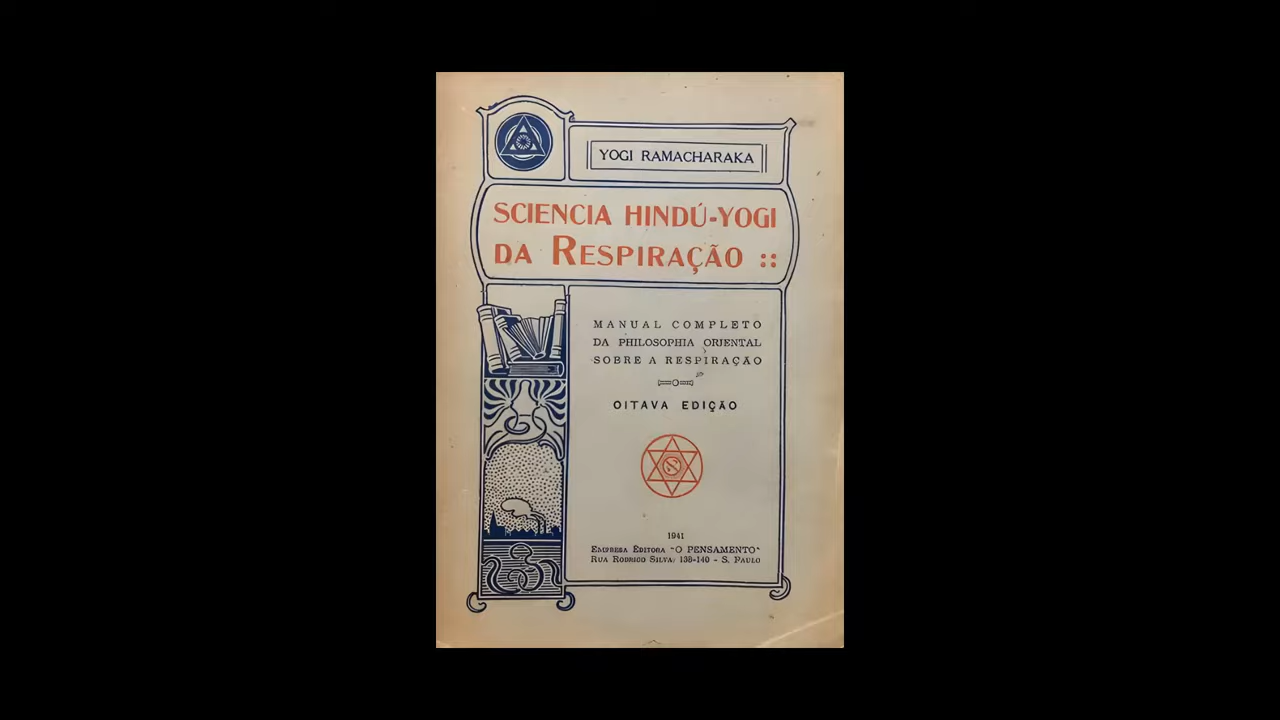 YOGI RAMACHARAKA
SCIENCIA HINDÚ-YOGI
DA RESPIRAÇÃO ::
MANUAL COMPLETO
DA PHILOSOPHIA ORIENTAL
SOBRE A RESPIRAÇÃO
OITAVA EDIÇÃO
1941
EMPRESA EDITORA "O PENSAMENTO"
RUA RODRIGO SILVA: 138-140 - S. PAULO